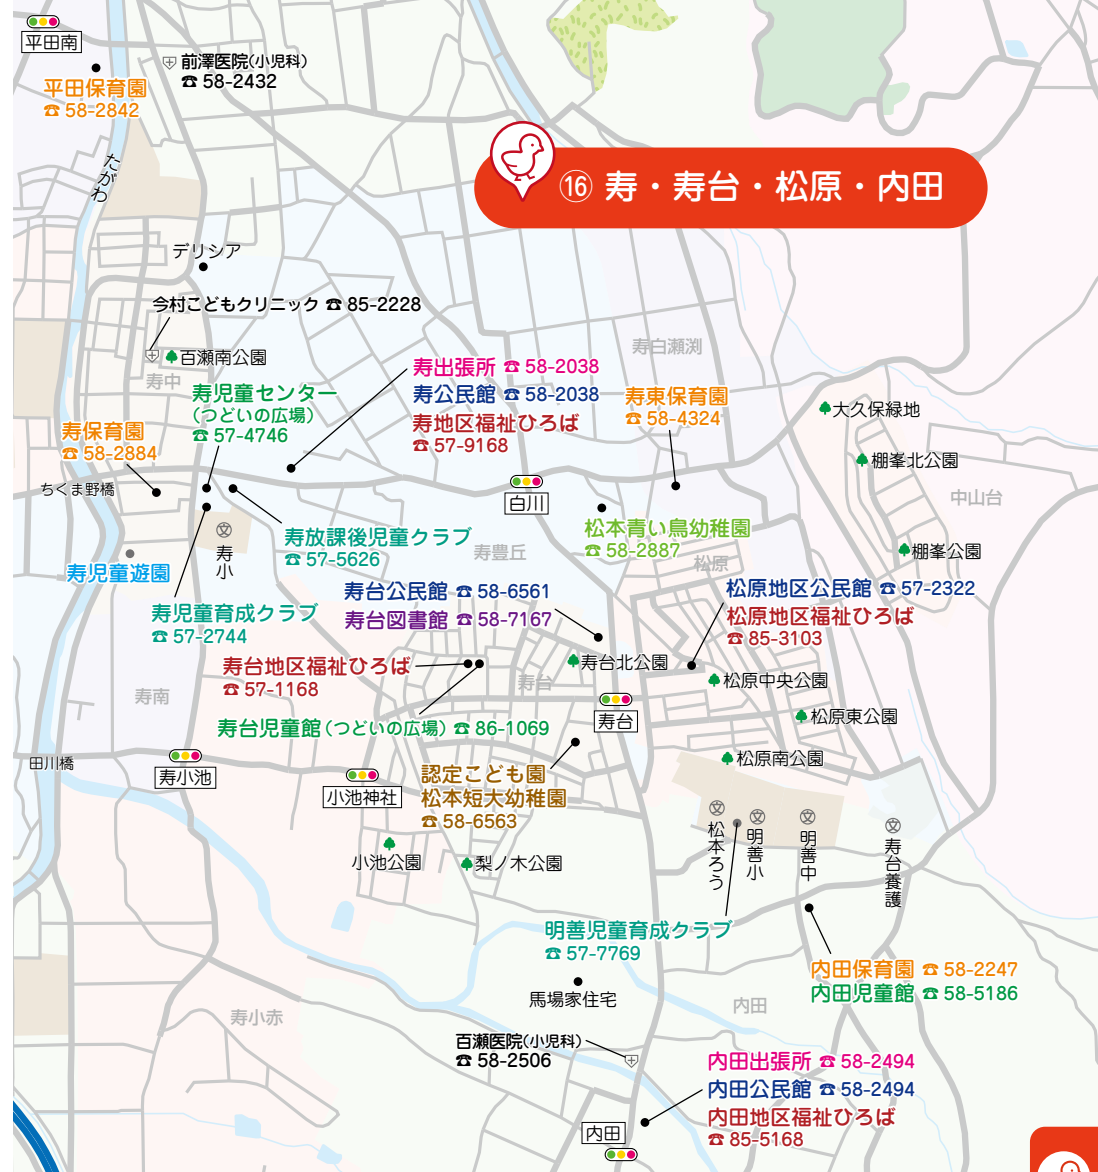 平田南
平田保育園
☎ 58-2842
前澤医院(小児科)
☎ 58-2432
たがわ
⑯ 寿・寿台・松原・内田
デリシア
今村こどもクリニック ☎ 85-2228
百瀬南公園
寿中
寿白瀬渕
寿出張所 ☎ 58-2038
寿公民館 ☎ 58-2038
寿地区福祉ひろば
☎ 57-9168
寿児童センター
(つどいの広場)
☎ 57-4746
寿東保育園
☎ 58-4324
寿保育園
☎ 58-2884
大久保緑地
棚峯北公園
中山台
棚峯公園
ちくま野橋
白川
文
寿小
寿放課後児童クラブ
☎ 57-5626
寿豊丘
松本青い鳥幼稚園
☎ 58-2887
松原
寿児童遊園
寿児童育成クラブ
☎ 57-2744
寿台公民館 ☎ 58-6561
寿台図書館 ☎ 58-7167
松原地区公民館 ☎ 57-2322
松原地区福祉ひろば
☎ 85-3103
寿台地区福祉ひろば
☎ 57-1168
寿台北公園
寿台
松原中央公園
寿南
寿台児童館(つどいの広場) ☎ 86-1069
寿台
松原東公園
田川橋
寿小池
小池神社
認定こども園
松本短大幼稚園
☎ 58-6563
松原南公園
文
松本ろう
文
明善小
文
明善中
文
寿台養護
小池公園
梨ノ木公園
明善児童育成クラブ
☎ 57-7769
内田保育園 ☎ 58-2247
内田児童館 ☎ 58-5186
馬場家住宅
内田
寿小赤
百瀬医院(小児科)
☎ 58-2506
内田出張所 ☎ 58-2494
内田公民館 ☎ 58-2494
内田地区福祉ひろば
☎ 85-5168
内田